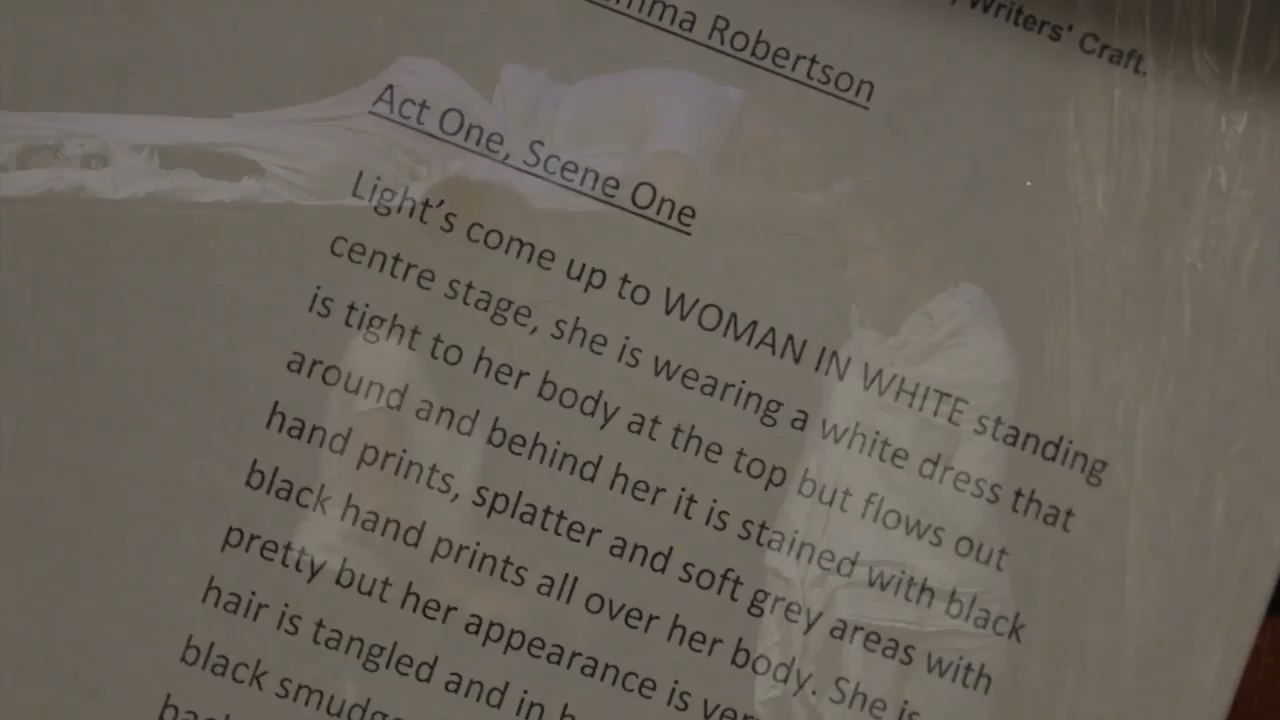 Writers' Craft.
Robertson
Act One, Scene One
Light's come up to WOMAN IN WHITE standing
centre stage, she is wearing a white dress that
is tight to her body at the top but flows out
around and behind her it is stained with black
hand prints, splatter and soft grey areas with
black hand prints all over her body. She is
pretty but her appearance is
hair is tangled and in
black